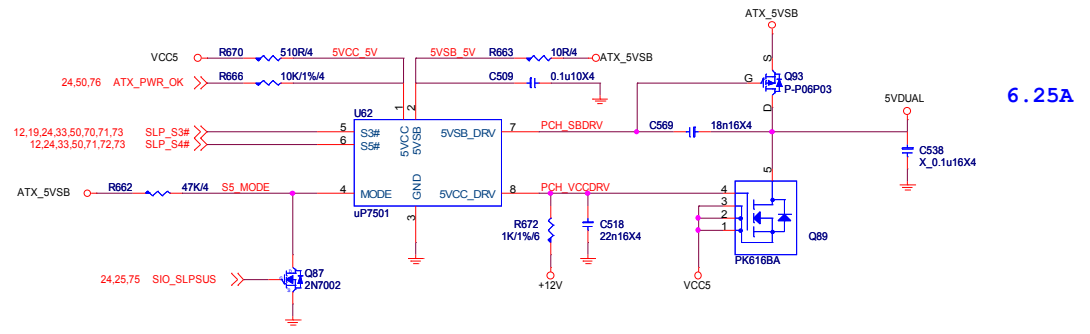 ATX_5VSB
VCC5 R670 510R/4 5VCC_5V 5VSB_5V R663 10R/4 ATX_5VSB
24,50,76 ATX_PWR_OK R666 10K/1%/4 C509 0.1u10X4
S
G Q93
P-P06P03
D
5VDUAL
6.25A
U62
1 2
5VCC 5VSB
12,19,24,33,50,70,71,73 SLP_S3# 5 S3# 5VSB_DRV 7 PCH_SBDRV C569 18n16X4
12,24,33,50,71,72,73 SLP_S4# 6 S5#
C538
X_0.1u16X4
ATX_5VSB R662 47K/4 S5_MODE 4 MODE GND 5VCC_DRV 8 PCH_VCCDRV
uP7501
3
R672
1K/1%/6
C518
22n16X4
+12V
5
4
3
2
1
Q89
PK616BA
VCC5
24,25,75 SIO_SLPSUS Q87
2N7002